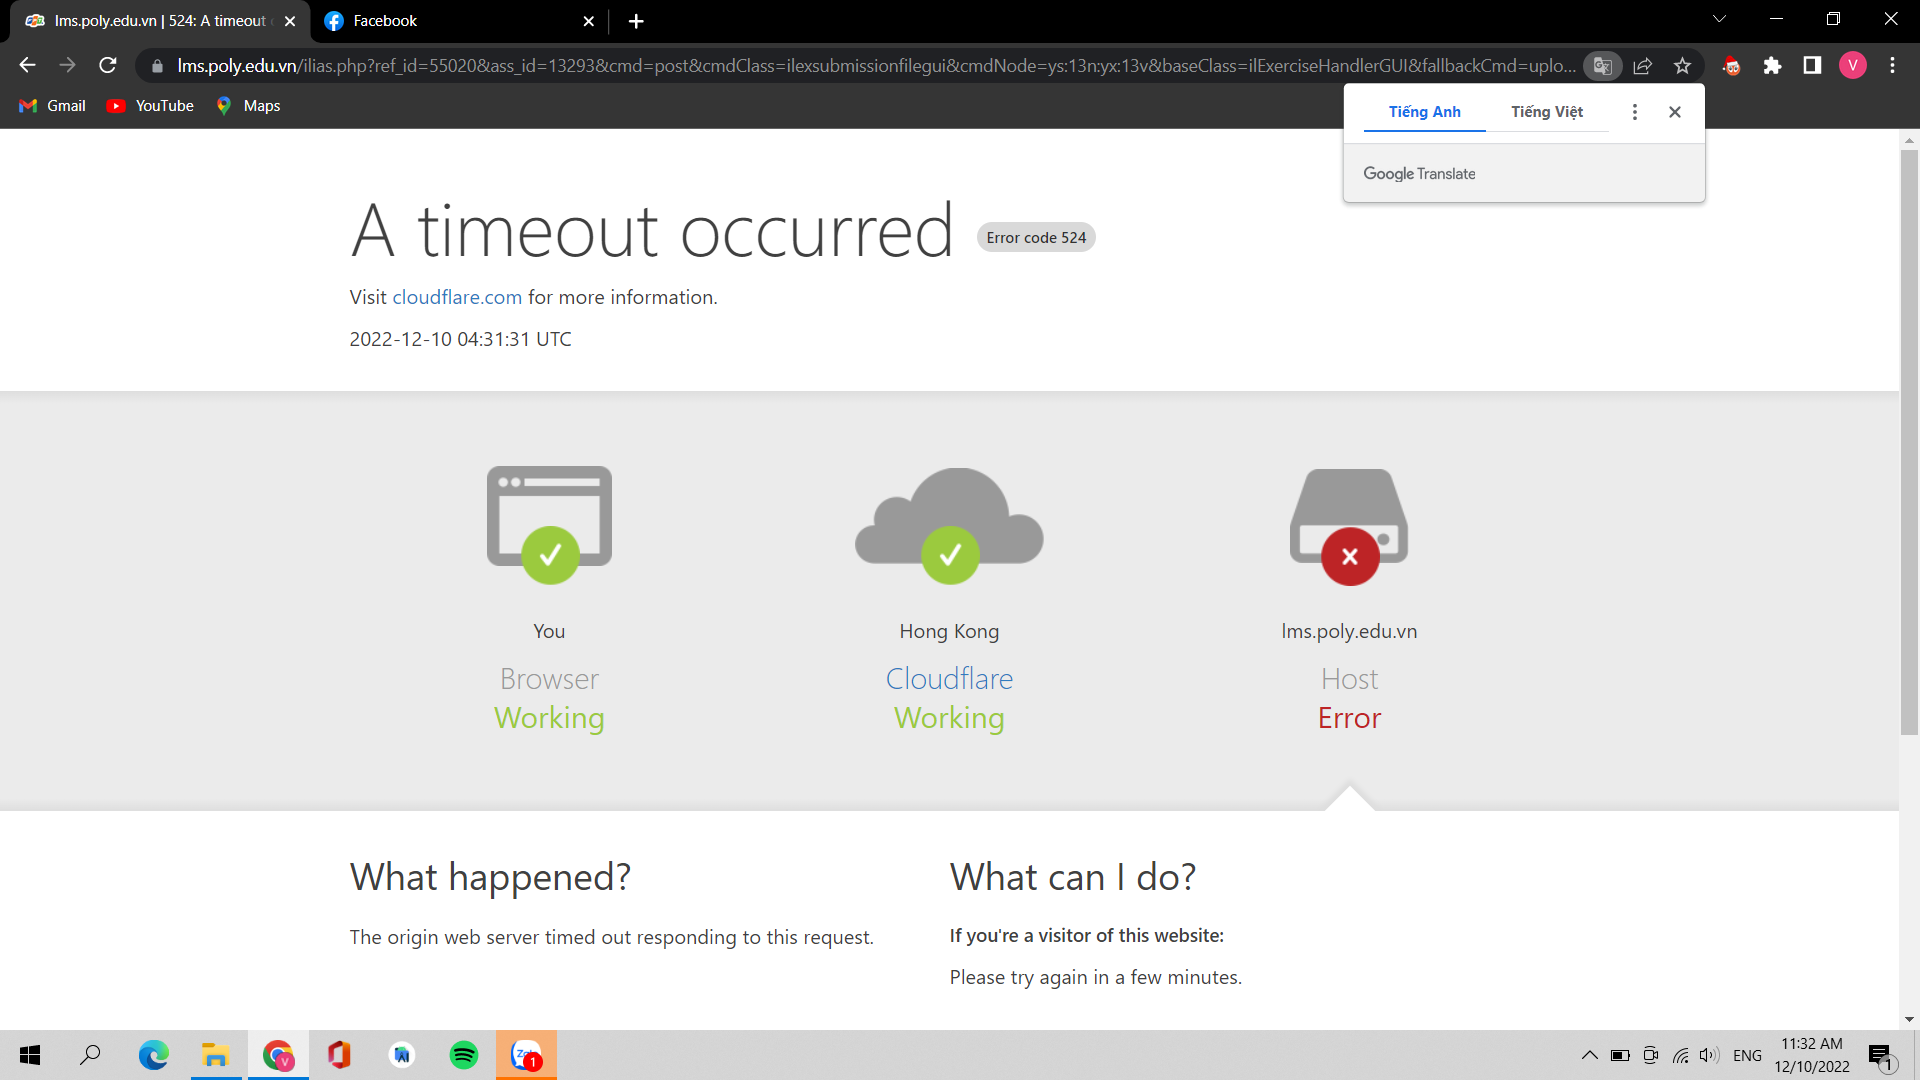 lms.poly.edu.vn | 524: A timeout
Facebook
lms.poly.edu.vn/ilias.php?ref_id=55020&ass_id=13293&cmd=post&cmdClass=ilexsubmissionfilegui&cmdNode=ys:13n:yx:13v&baseClass=ilExerciseHandlerGUI&fallbackCmd=uplo...
V
Gmail
YouTube
Maps
Tiếng Anh
Tiếng Việt
Google Translate
A timeout occurred
Error code 524
Visit cloudflare.com for more information.
2022-12-10 04:31:31 UTC
You
Browser
Working
Hong Kong
Cloudflare
Working
lms.poly.edu.vn
Host
Error
What happened?
The origin web server timed out responding to this request.
What can I do?
If you're a visitor of this website:
Please try again in a few minutes.
V
1
ENG
11:32 AM
12/10/2022
1